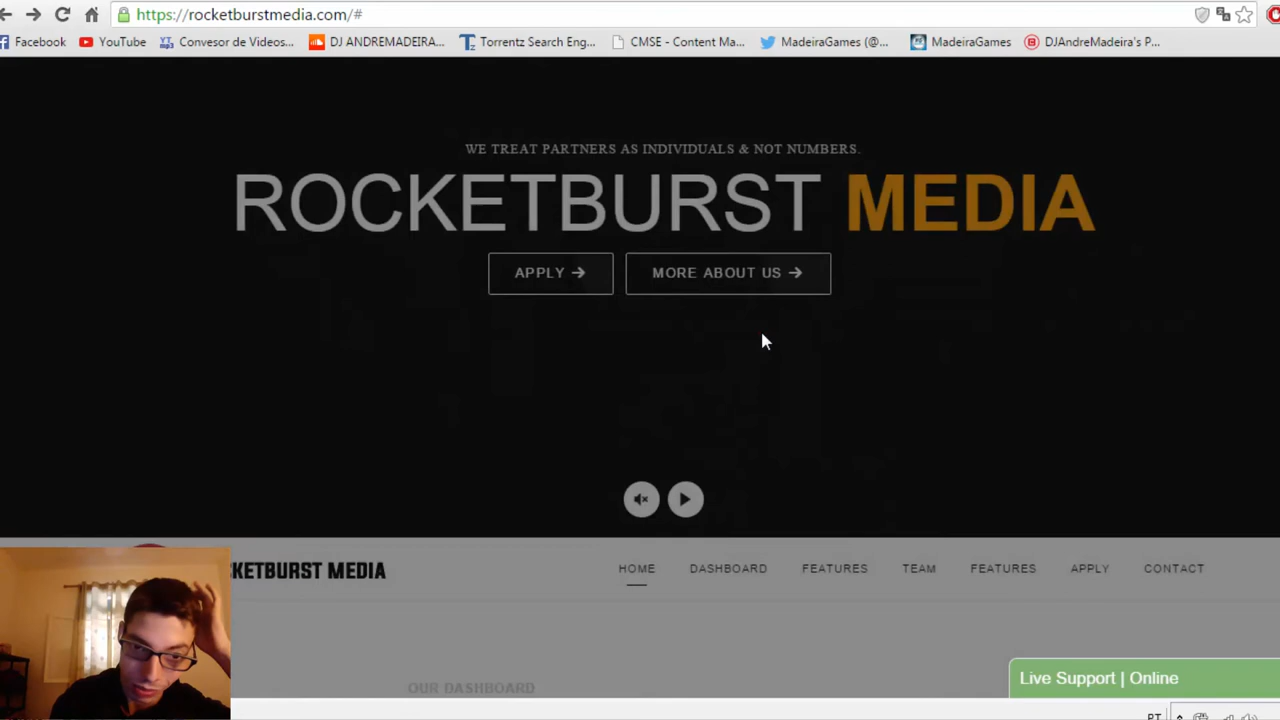 https://rocketburstmedia.com/#
Facebook YouTube Convesor de Videos... DJ ANDREMADEIRA... Torrentz Search Eng... CMSE - Content Ma... MadeiraGames (@... MadeiraGames DJAndreMadeira's P...
WE TREAT PARTNERS AS INDIVIDUALS & NOT NUMBERS.
ROCKETBURST MEDIA
APPLY → MORE ABOUT US →
KETBURST MEDIA HOME DASHBOARD FEATURES TEAM FEATURES APPLY CONTACT
Live Support | Online
OUR DASHBOARD
PT